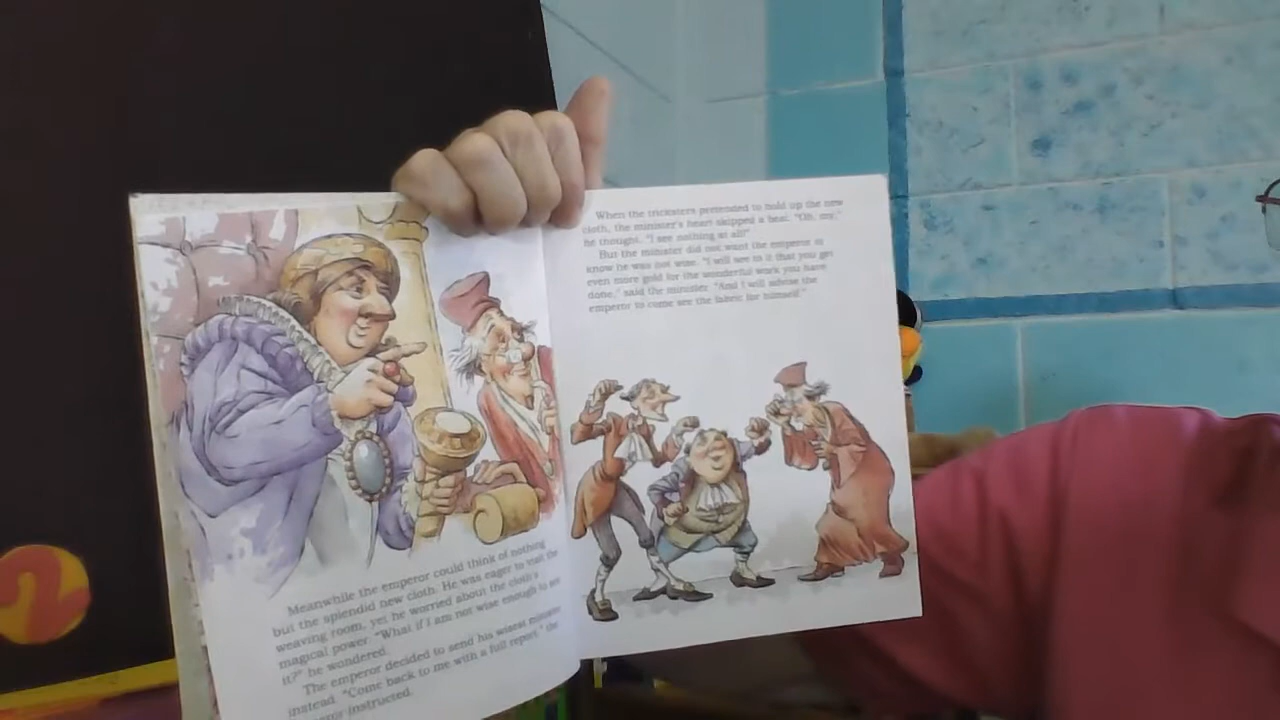 Meanwhile the emperor could think of nothing
but the splendid new cloth. He was eager to visit the
weaving room, yet he worried about the cloth's
magical power. "What if I am not wise enough to see
it?" he wondered.
The emperor decided to send his wisest minister
instead. "Come back to me with a full report," the
emperor instructed.
When the tricksters pretended to hold up the new
cloth, the minister's heart skipped a beat. "Oh, my,"
he thought. "I see nothing at all!"
But the minister did not want the emperor to
know he was not wise. "I will see to it that you get
even more gold for the wonderful work you have
done," said the minister. "And I will advise the
emperor to come see the fabric for himself."
2